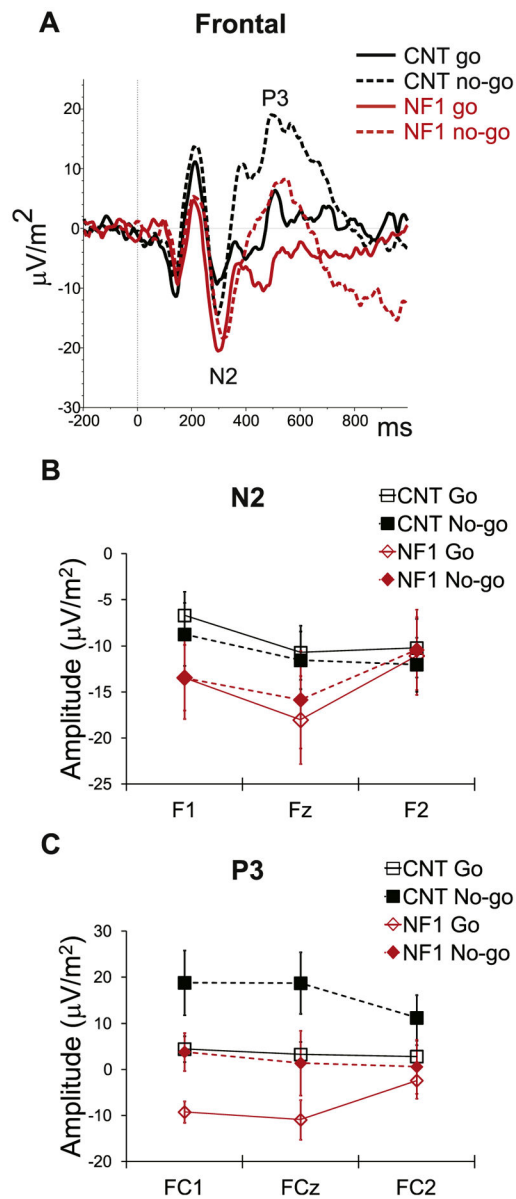 A
Frontal
CNT go
CNT no-go
NF1 go
NF1 no-go
P3
20
10
0
-10
-20
-30
μV/m²
N2
-200
0
200
400
600
800
ms
B
N2
CNT Go
CNT No-go
NF1 Go
NF1 No-go
Amplitude (μV/m²)
0
-5
-10
-15
-20
-25
F1
Fz
F2
C
P3
CNT Go
CNT No-go
NF1 Go
NF1 No-go
Amplitude (μV/m²)
30
20
10
0
-10
20
FC1
FCz
FC2